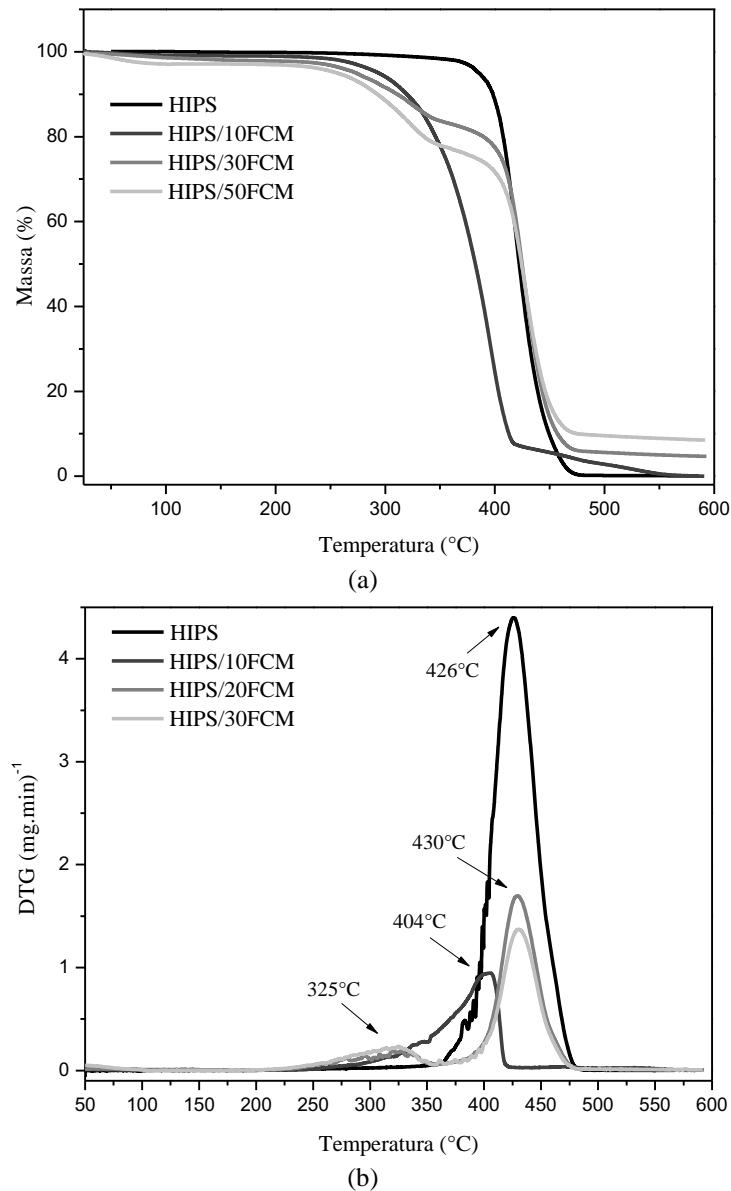 100
80
60
40
20
0
Massa (%)
HIPS
HIPS/10FCM
HIPS/30FCM
HIPS/50FCM
100 200 300 400 500 600
Temperatura (°C)
(a)
4
3
2
1
0
DTG (mg.min)⁻¹
HIPS
HIPS/10FCM
HIPS/20FCM
HIPS/30FCM
426°C
430°C
404°C
325°C
50 100 150 200 250 300 350 400 450 500 550 600
Temperatura (°C)
(b)